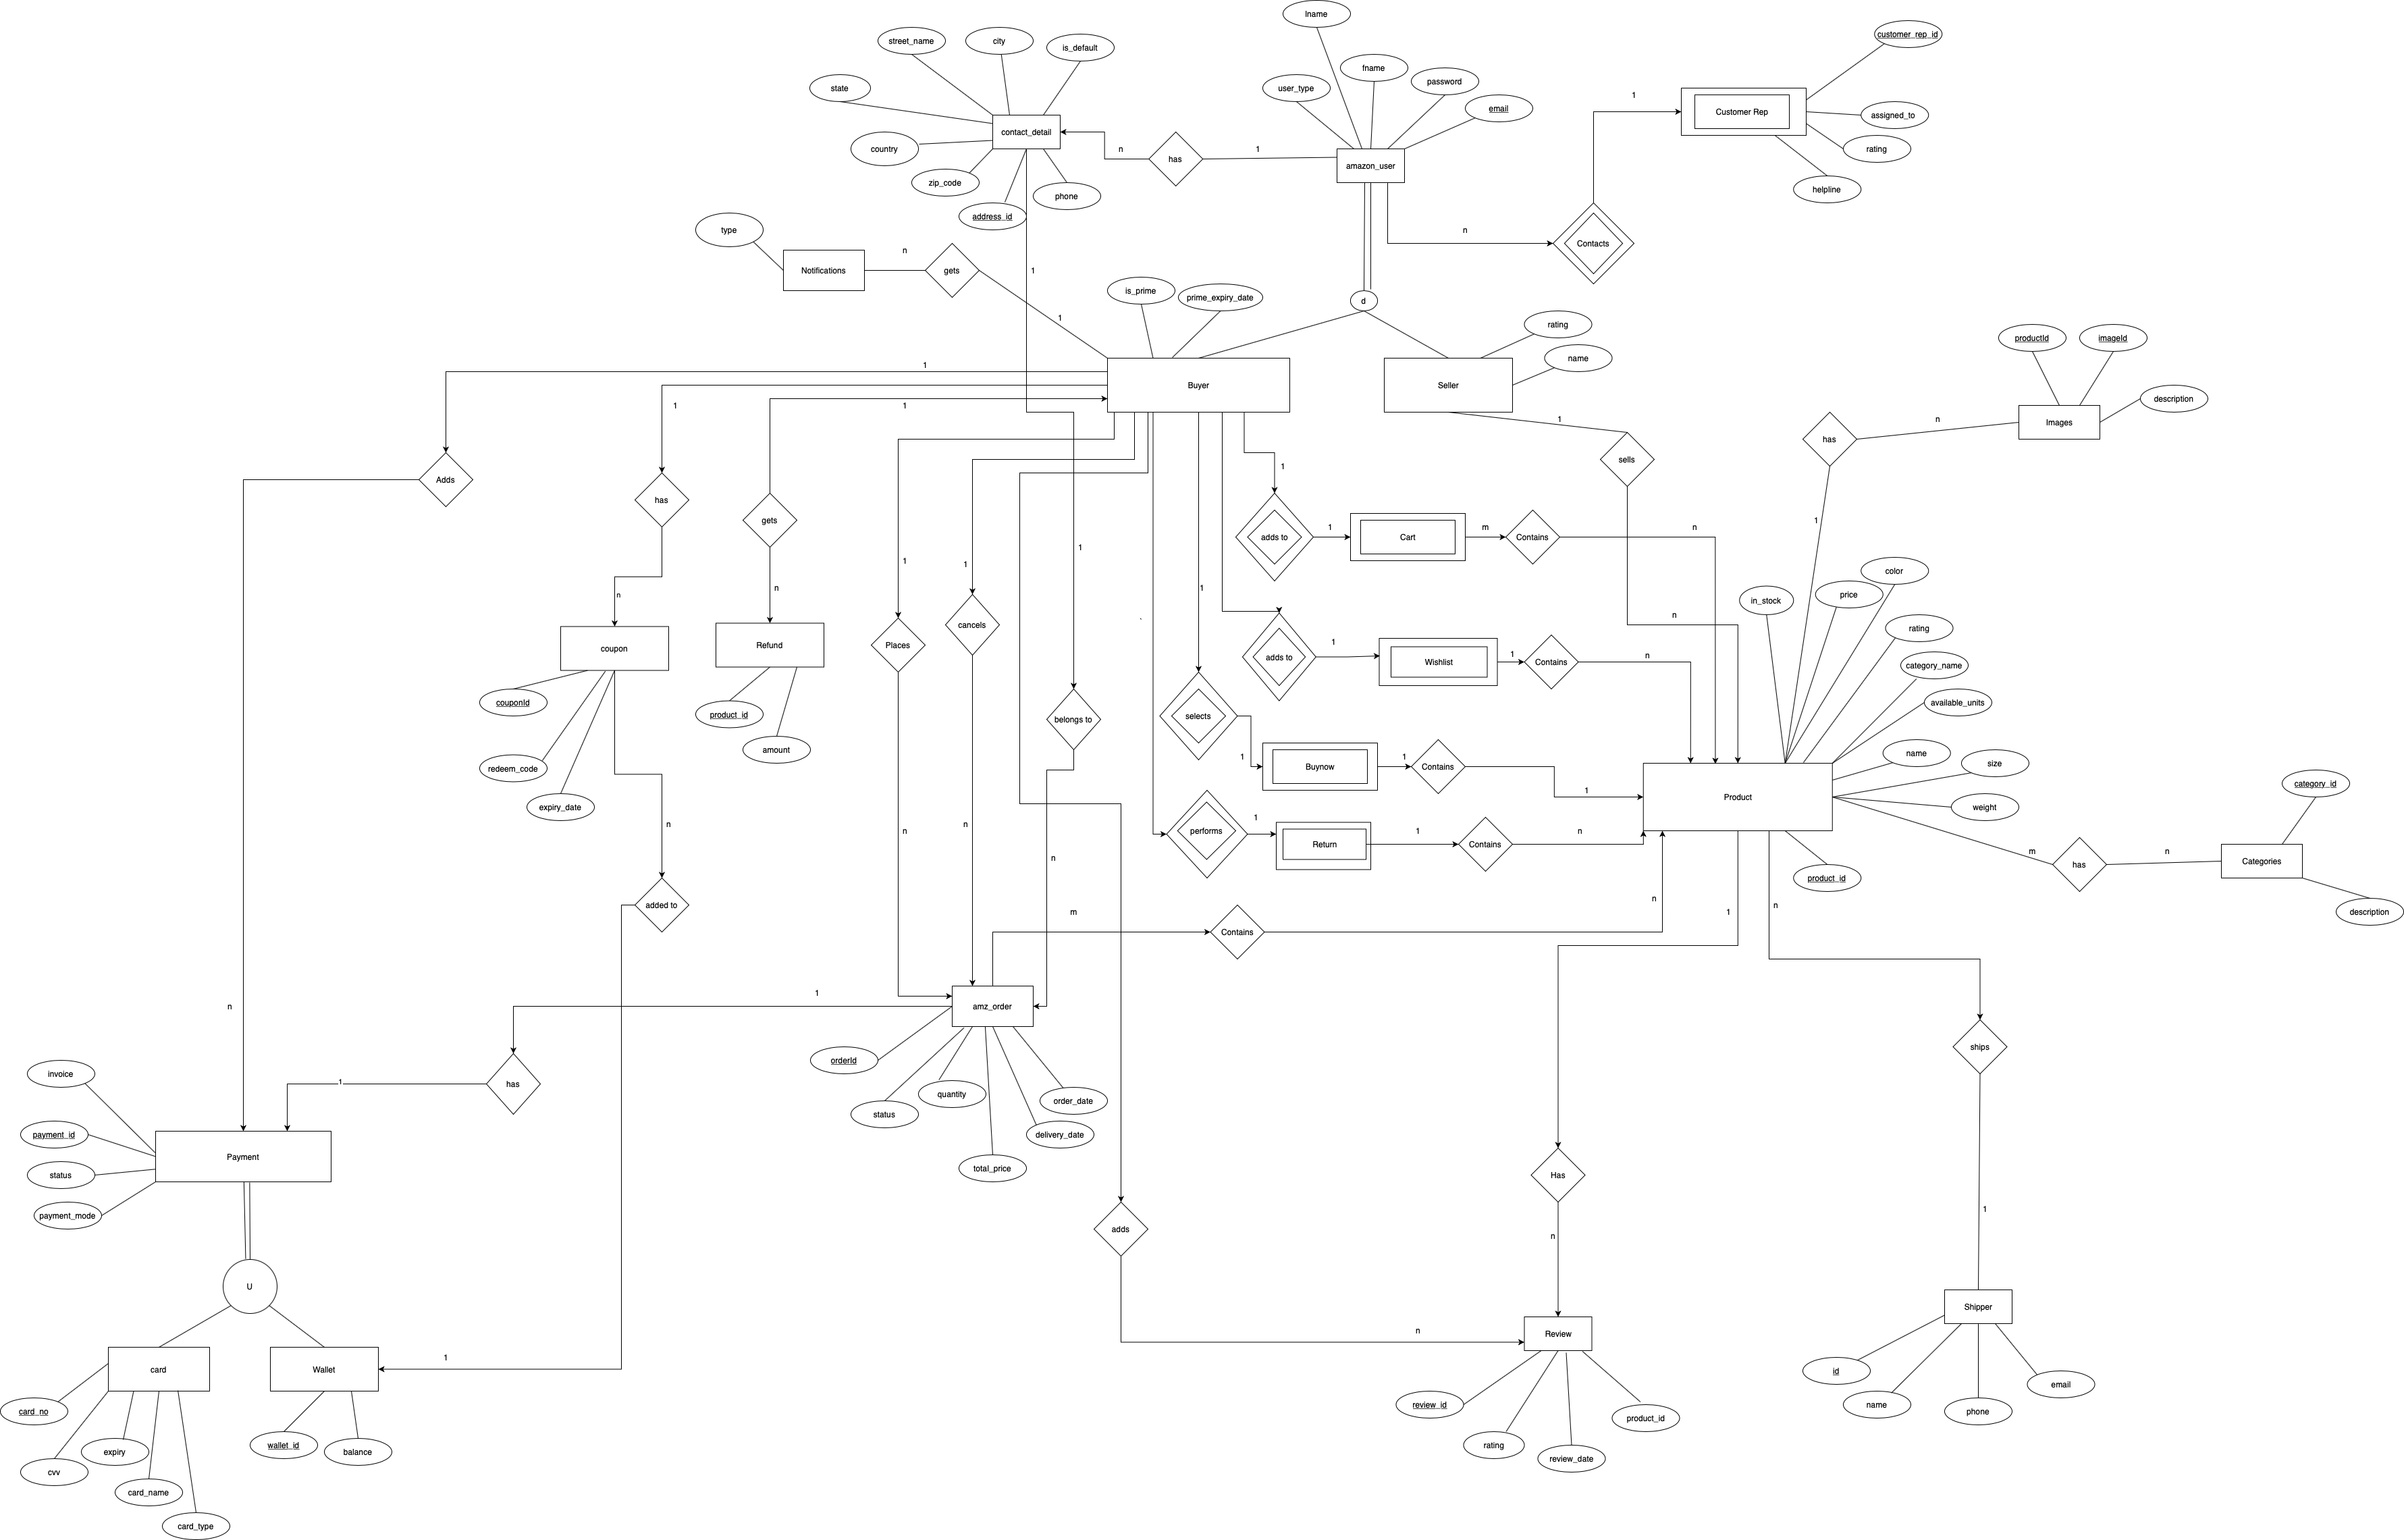 lname
street_name
city
is_default
customer_rep_id
fname
password
user_type
state
email
contact_detail
Customer Rep
assigned_to
1
country
n
has
1
amazon_user
rating
zip_code
phone
helpline
address_id
type
n
n
Contacts
Notifications
gets
1
is_prime
prime_expiry_date
d
1
rating
productId
imageId
name
1
Buyer
Seller
description
1
1
1
n
Images
has
sells
1
Adds
has
gets
1
1
m
n
adds to
Cart
Contains
1
1
1
color
n
n
1
in_stock
price
cancels
n
rating
coupon
Refund
Places
1
n
adds to
Wishlist
1
Contains
category_name
couponId
product_id
belongs to
selects
available_units
amount
1
1
name
size
redeem_code
Buynow
Contains
category_id
expiry_date
1
Product
weight
n
n
n
performs
1
1
n
Return
Contains
n
m
has
n
Categories
product_id
added to
m
n
1
n
description
Contains
1
n
amz_order
ships
orderId
invoice
1
has
quantity
order_date
status
payment_id
delivery_date
Payment
total_price
status
Has
payment_mode
adds
1
n
U
Shipper
n
Review
1
card
Wallet
id
email
card_no
review_id
name
phone
product_id
expiry
wallet_id
balance
rating
cvv
review_date
card_name
card_type